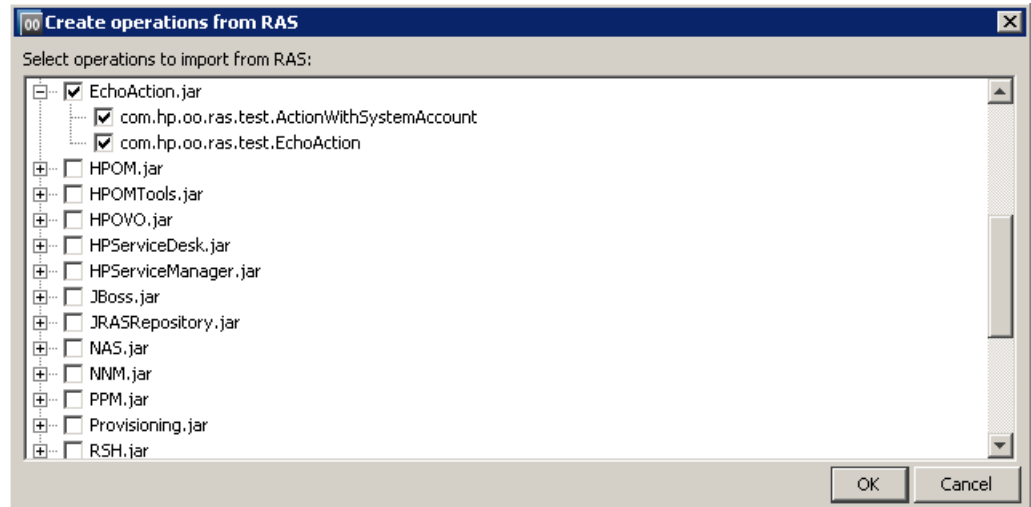 00 Create operations from RAS
Select operations to import from RAS:
EchoAction.jar
com.hp.oo.ras.test.ActionWithSystemAccount
com.hp.oo.ras.test.EchoAction
HPOM.jar
HPOMTools.jar
HPOVO.jar
HPServiceDesk.jar
HPServiceManager.jar
JBoss.jar
JRASRepository.jar
NAS.jar
NNM.jar
PPM.jar
Provisioning.jar
RSH.jar
OK Cancel